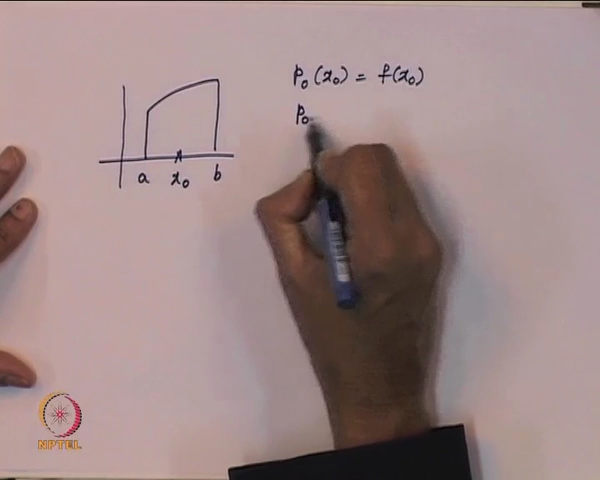 p₀(x₀) = f(x₀)
p₀
a x₀ b
NPTEL